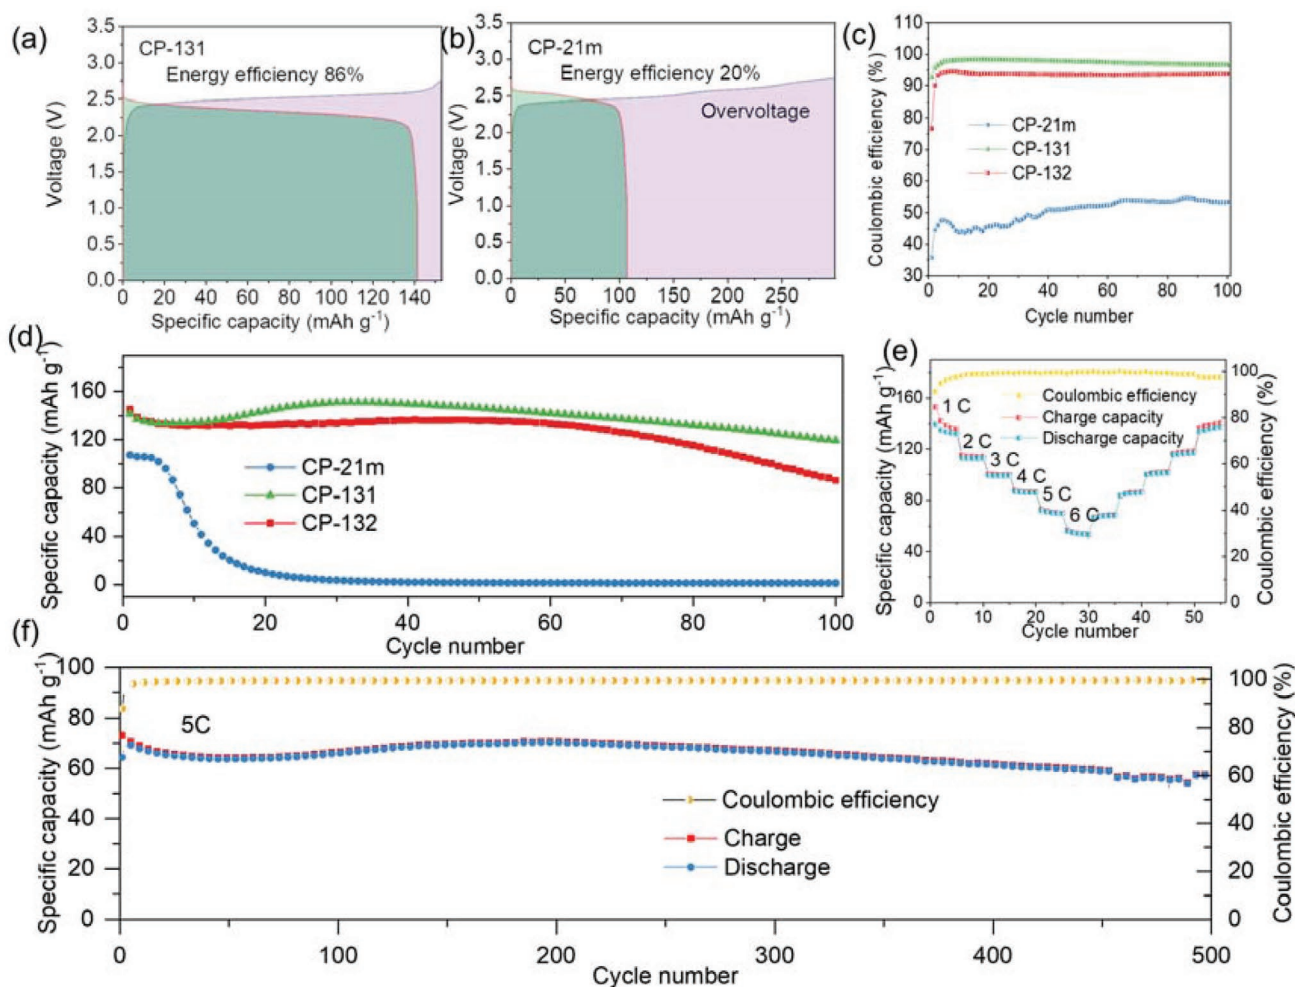 (a)
3.5
3.0
2.5
2.0
1.5
1.0
0.5
0.0
Voltage (V)
CP-131
Energy efficiency 86%
0 20 40 60 80 100 120 140
Specific capacity (mAh g⁻¹)
(b)
3.5
3.0
2.5
2.0
1.5
1.0
0.5
0.0
Voltage (V)
CP-21m
Energy efficiency 20%
Overvoltage
0 50 100 150 200 250
Specific capacity (mAh g⁻¹)
(c)
110
100
90
80
70
60
50
40
30
Coulombic efficiency (%)
CP-21m
CP-131
CP-132
0 20 40 60 80 100
Cycle number
(d)
160
120
80
40
0
Specific capacity (mAh g⁻¹)
CP-21m
CP-131
CP-132
20 40 60 80 100
Cycle number
(e)
160
120
80
40
0
Specific capacity (mAh g⁻¹)
Coulombic efficiency
Charge capacity
Discharge capacity
1 C
2 C
3 C
4 C
5 C
6 C
100
80
60
40
20
0
Coulombic efficiency (%)
0 10 20 30 40 50
Cycle number
(f)
100
80
60
40
20
0
Specific capacity (mAh g⁻¹)
5C
Coulombic efficiency
Charge
Discharge
100
80
60
40
20
0
Coulombic efficiency (%)
0 100 200 300 400 500
Cycle number